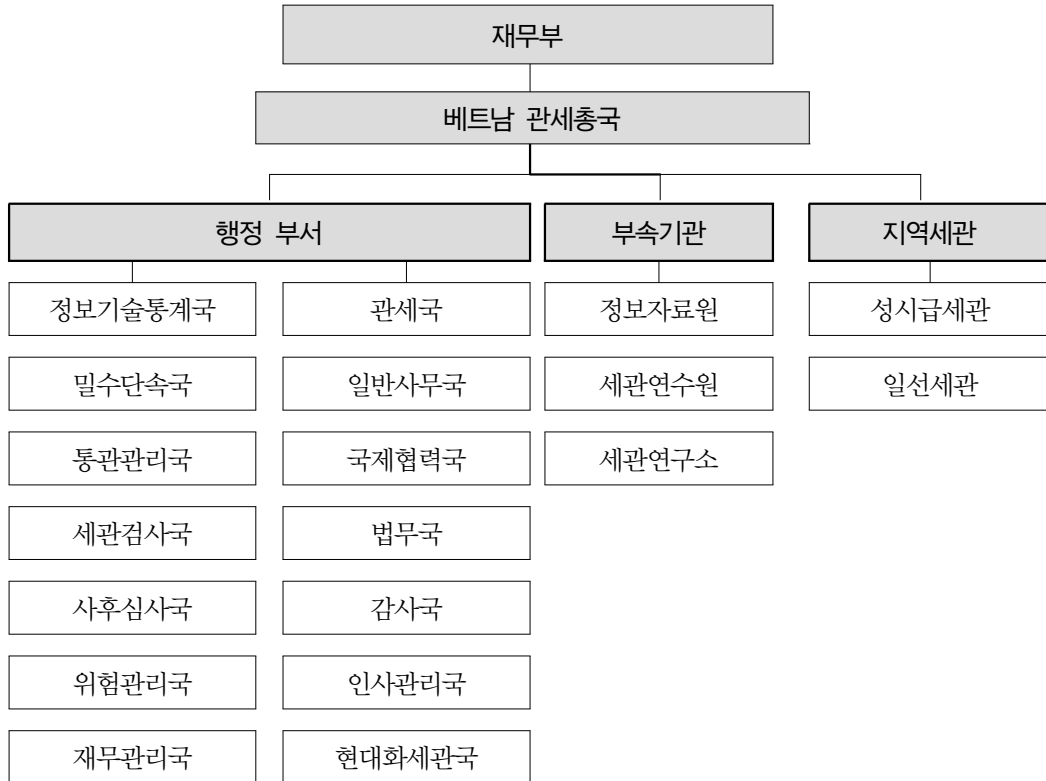 재무부
베트남 관세총국
행정 부서
부속기관
지역세관
정보기술통계국
관세국
정보자료원
성시급세관
밀수단속국
일반사무국
세관연수원
일선세관
통관관리국
국제협력국
세관연구소
세관검사국
법무국
사후심사국
감사국
위험관리국
인사관리국
재무관리국
현대화세관국